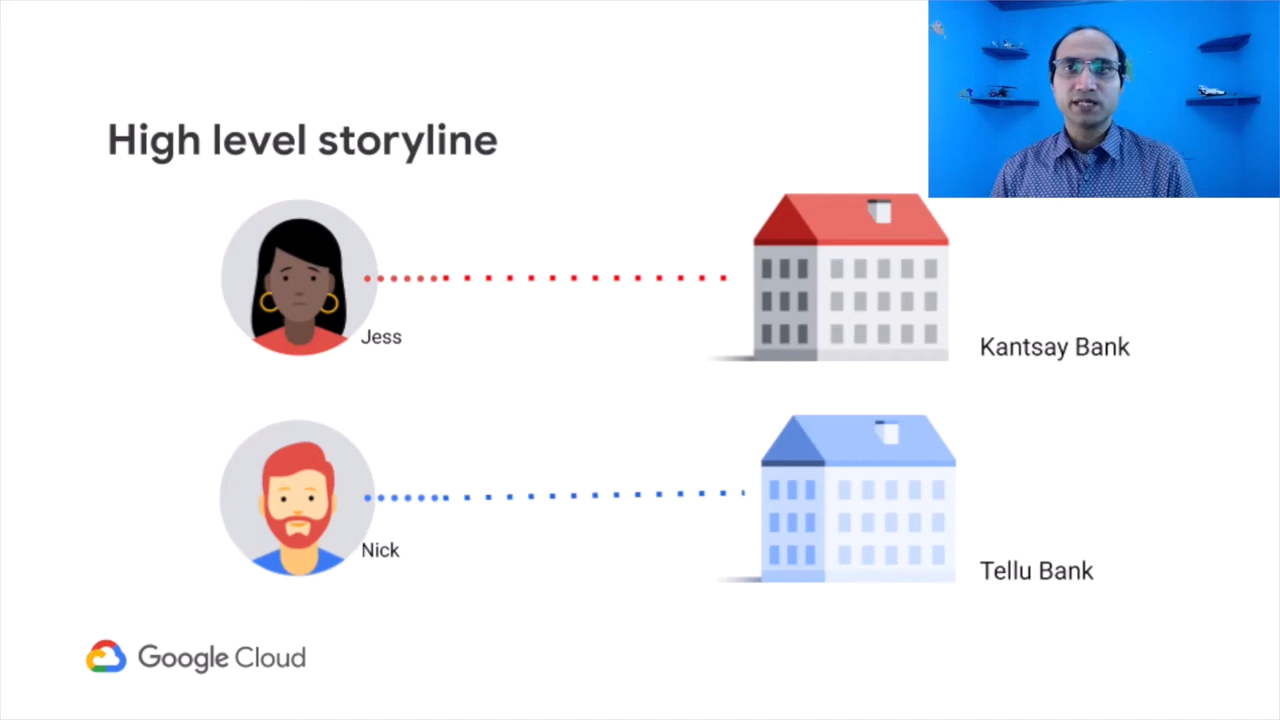 High level storyline
Jess
Kantsay Bank
Nick
Tellu Bank
Google Cloud